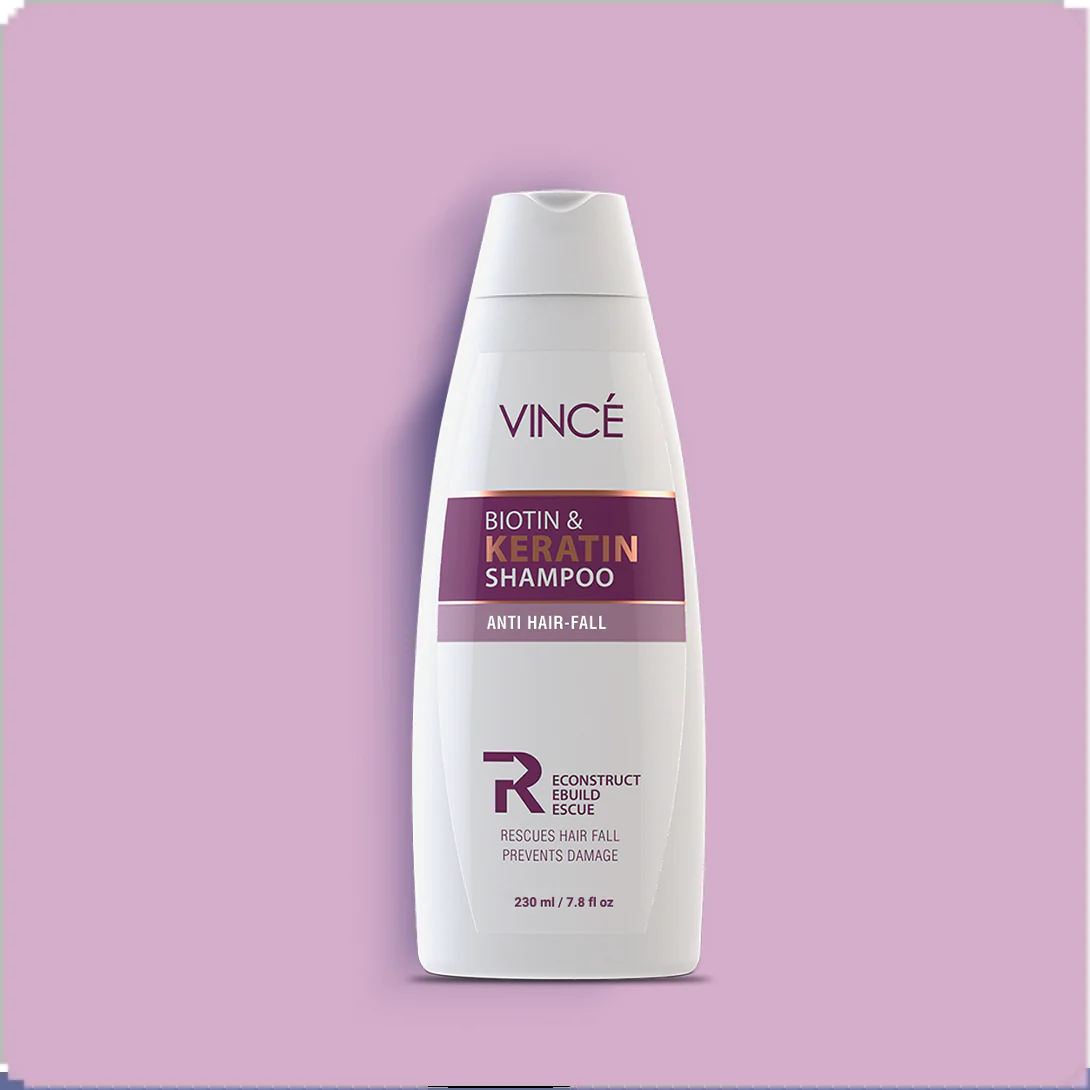 VINCÉ
BIOTIN &
KERATIN
SHAMPOO
ANTI HAIR-FALL
R
ECONSTRUCT
EBUILD
ESCUE
RESCUES HAIR FALL
PREVENTS DAMAGE
230 ml / 7.8 fl oz